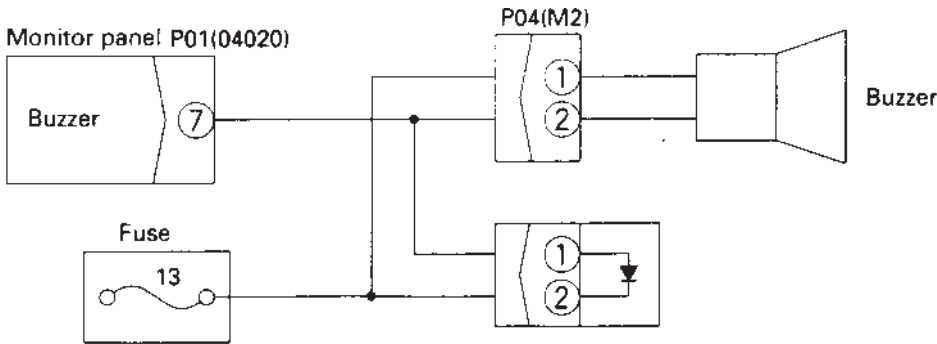 P04(M2)
Monitor panel P01(04020)
Buzzer
7
1
2
Buzzer
Fuse
13
1
2